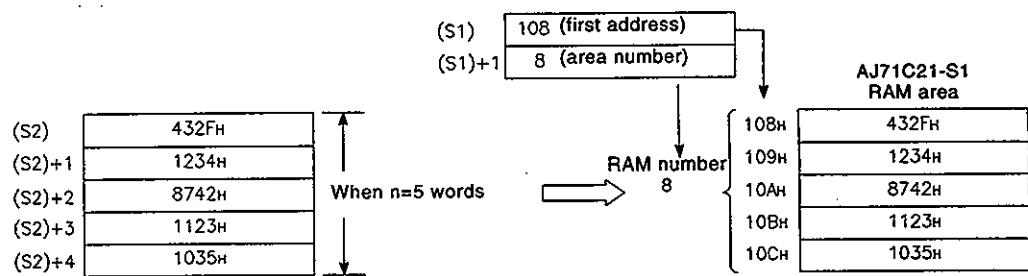 (S1) 108 (first address)
(S1)+1 8 (area number)
AJ71C21-S1
RAM area
(S2) 432FH
(S2)+1 1234H
(S2)+2 8742H
(S2)+3 1123H
(S2)+4 1035H
When n=5 words
RAM number
8
108H 432FH
109H 1234H
10AH 8742H
10BH 1123H
10CH 1035H